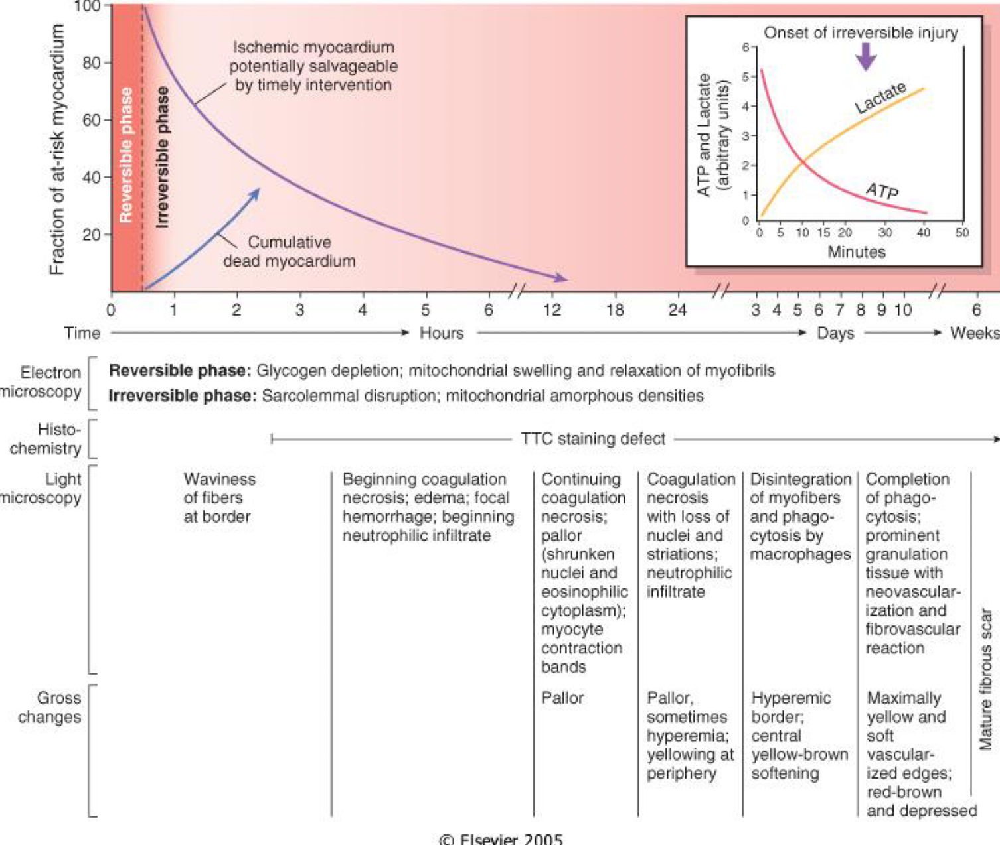 Fraction of at-risk myocardium
100
80
60
40
20
Reversible phase
Irreversible phase
Ischemic myocardium
potentially salvageable
by timely intervention
Cumulative
dead myocardium
Onset of irreversible injury
ATP and Lactate
(arbitrary units)
6
5
4
3
2
1
0
Lactate
ATP
0 5 10 15 20 30 40 50
Minutes
0 1 2 3 4 5 6 12 18 24 3 4 5 6 7 8 9 10 6
Time Hours Days Weeks
Electron
microscopy
Reversible phase: Glycogen depletion; mitochondrial swelling and relaxation of myofibrils
Irreversible phase: Sarcolemmal disruption; mitochondrial amorphous densities
Histo-
chemistry
TTC staining defect
Light
microscopy
Waviness
of fibers
at border
Beginning coagulation
necrosis; edema; focal
hemorrhage; beginning
neutrophilic infiltrate
Continuing
coagulation
necrosis;
pallor
(shrunken
nuclei and
eosinophilic
cytoplasm);
myocyte
contraction
bands
Coagulation
necrosis
with loss of
nuclei and
striations;
neutrophilic
infiltrate
Disintegration
of myofibers
and phago-
cytosis by
macrophages
Completion
of phago-
cytosis;
prominent
granulation
tissue with
neovascular-
ization and
fibrovascular
reaction
Mature fibrous scar
Gross
changes
Pallor
Pallor,
sometimes
hyperemia;
yellowing at
periphery
Hyperemic
border;
central
yellow-brown
softening
Maximally
yellow and
soft
vascular-
ized edges;
red-brown
and depressed
© Elsevier 2005